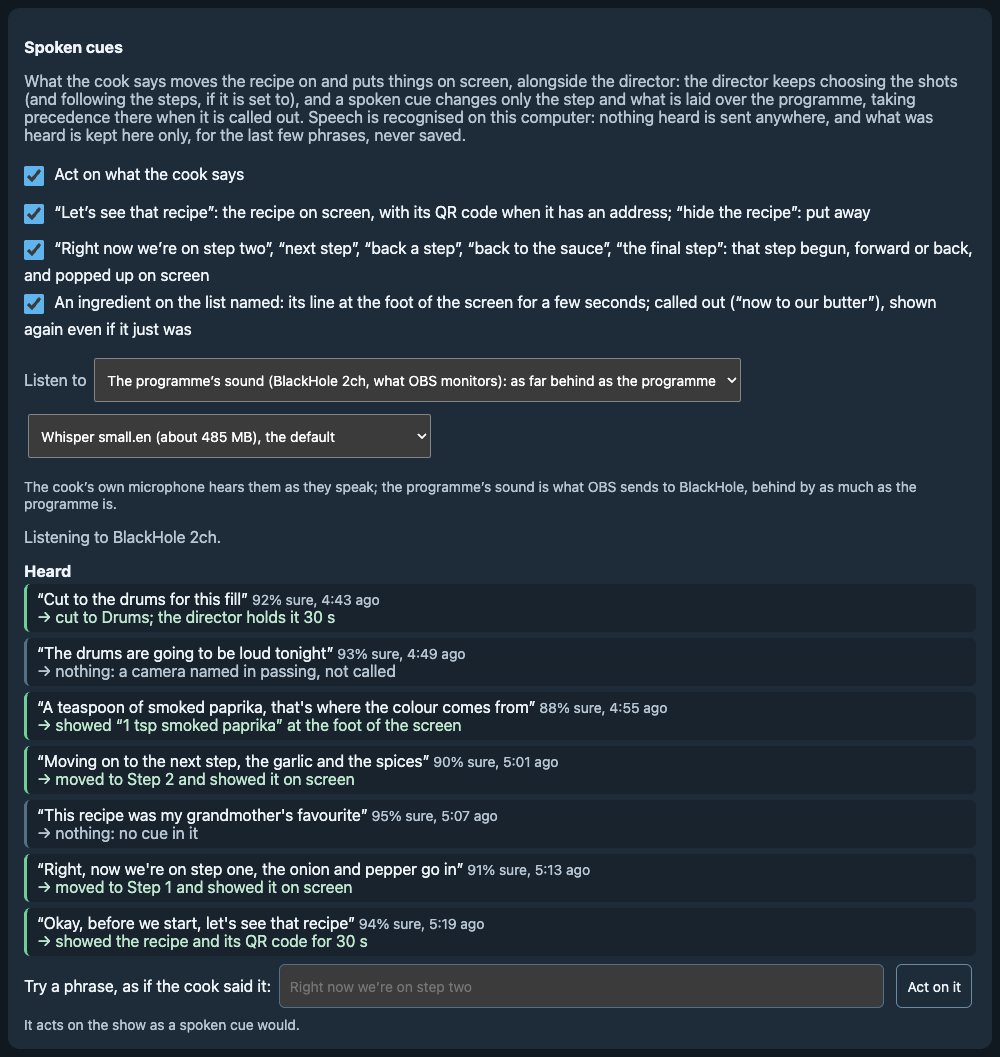 Spoken cues
What the cook says moves the recipe on and puts things on screen, alongside the director: the director keeps choosing the shots
(and following the steps, if it is set to), and a spoken cue changes only the step and what is laid over the programme, taking
precedence there when it is called out. Speech is recognised on this computer: nothing heard is sent anywhere, and what was
heard is kept here only, for the last few phrases, never saved.
Act on what the cook says
“Let’s see that recipe”: the recipe on screen, with its QR code when it has an address; “hide the recipe”: put away
“Right now we’re on step two”, “next step”, “back a step”, “back to the sauce”, “the final step”: that step begun, forward or back,
and popped up on screen
An ingredient on the list named: its line at the foot of the screen for a few seconds; called out (“now to our butter”), shown
again even if it just was
Listen to The programme’s sound (BlackHole 2ch, what OBS monitors): as far behind as the programme
Whisper small.en (about 485 MB), the default
The cook’s own microphone hears them as they speak; the programme’s sound is what OBS sends to BlackHole, behind by as much as the
programme is.
Listening to BlackHole 2ch.
Heard
“Cut to the drums for this fill” 92% sure, 4:43 ago
→ cut to Drums; the director holds it 30 s
“The drums are going to be loud tonight” 93% sure, 4:49 ago
→ nothing: a camera named in passing, not called
“A teaspoon of smoked paprika, that's where the colour comes from” 88% sure, 4:55 ago
→ showed “1 tsp smoked paprika” at the foot of the screen
“Moving on to the next step, the garlic and the spices” 90% sure, 5:01 ago
→ moved to Step 2 and showed it on screen
“This recipe was my grandmother's favourite” 95% sure, 5:07 ago
→ nothing: no cue in it
“Right, now we're on step one, the onion and pepper go in” 91% sure, 5:13 ago
→ moved to Step 1 and showed it on screen
“Okay, before we start, let's see that recipe” 94% sure, 5:19 ago
→ showed the recipe and its QR code for 30 s
Try a phrase, as if the cook said it: Right now we’re on step two Act on it
It acts on the show as a spoken cue would.